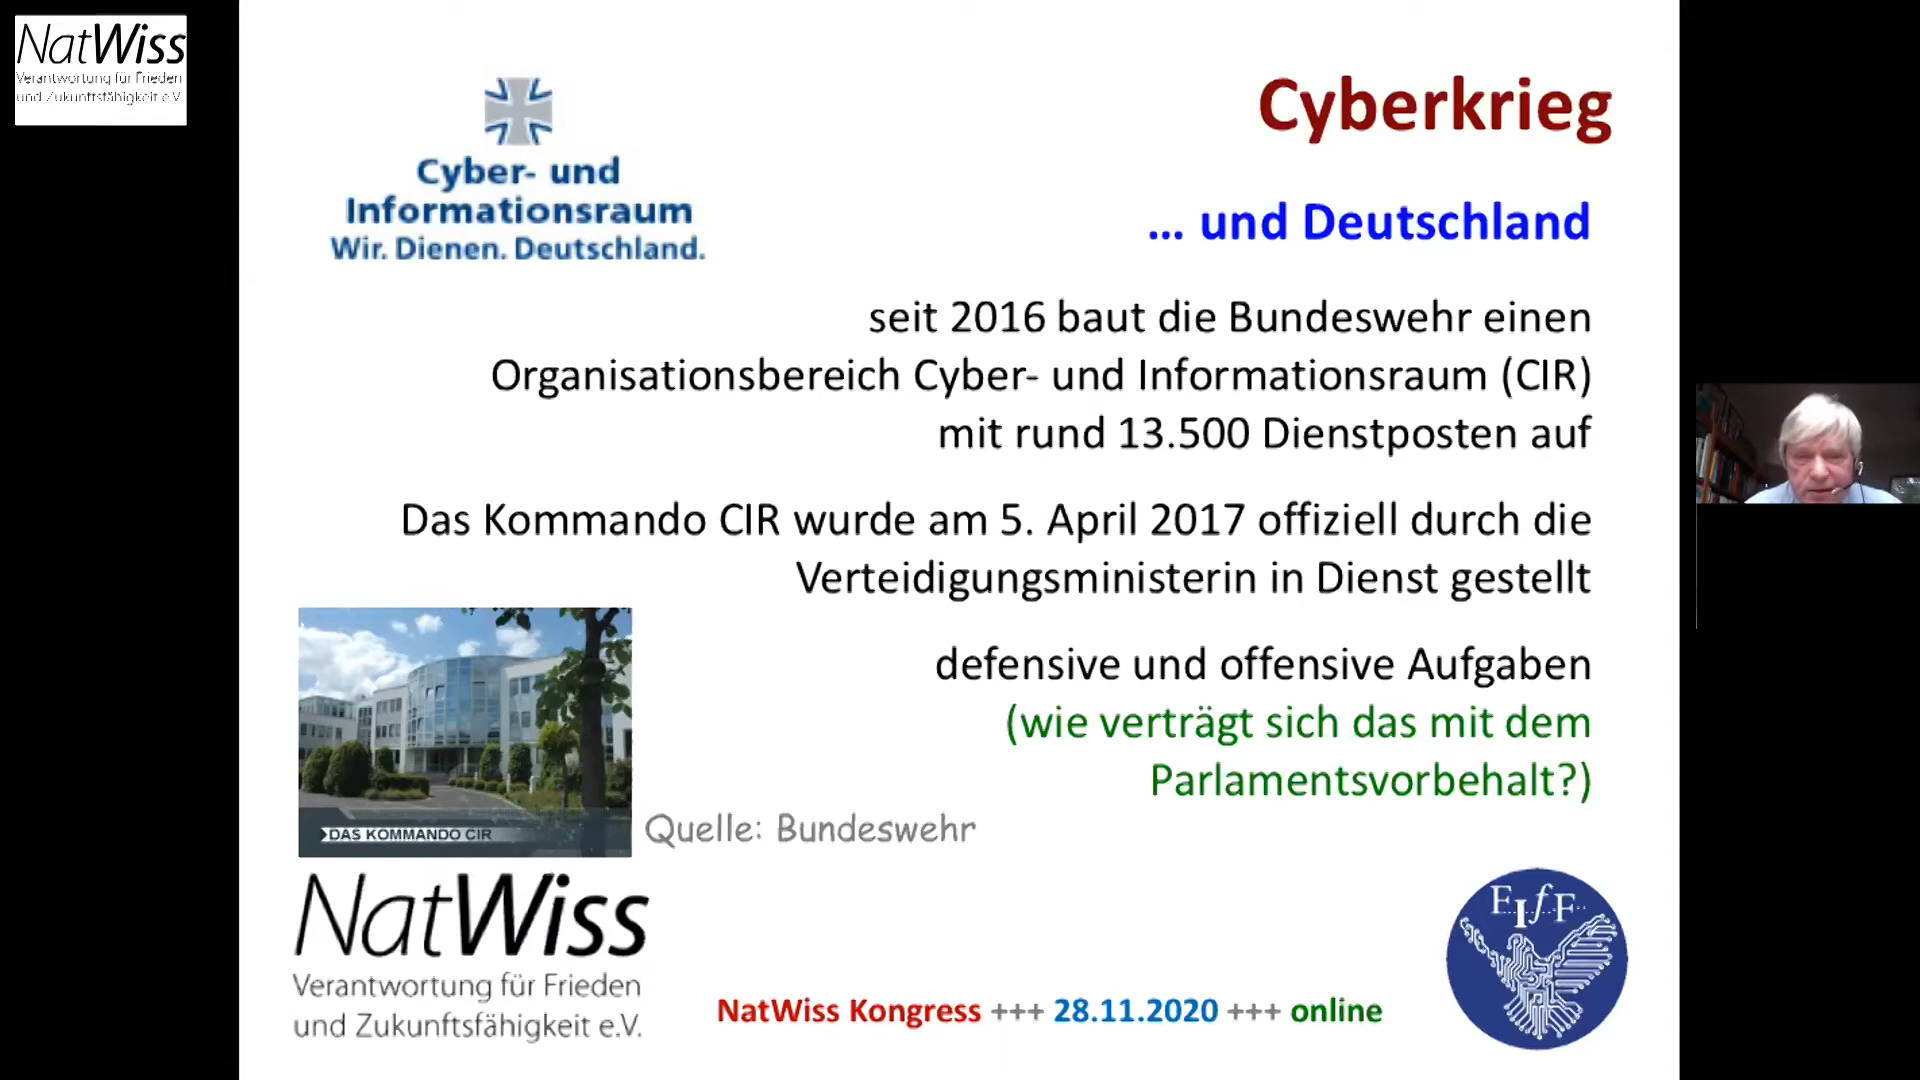 NatWiss
Verantwortung für Frieden
und Zukunftsfähigkeit e.V.
Cyber- und
Informationsraum
Wir. Dienen. Deutschland.
Cyberkrieg
... und Deutschland
seit 2016 baut die Bundeswehr einen
Organisationsbereich Cyber- und Informationsraum (CIR)
mit rund 13.500 Dienstposten auf
Das Kommando CIR wurde am 5. April 2017 offiziell durch die
Verteidigungsministerin in Dienst gestellt
defensive und offensive Aufgaben
(wie verträgt sich das mit dem
Parlamentsvorbehalt?)
DAS KOMMANDO CIR
Quelle: Bundeswehr
NatWiss
Verantwortung für Frieden
und Zukunftsfähigkeit e.V.
NatWiss Kongress +++ 28.11.2020 +++ online
FIfF